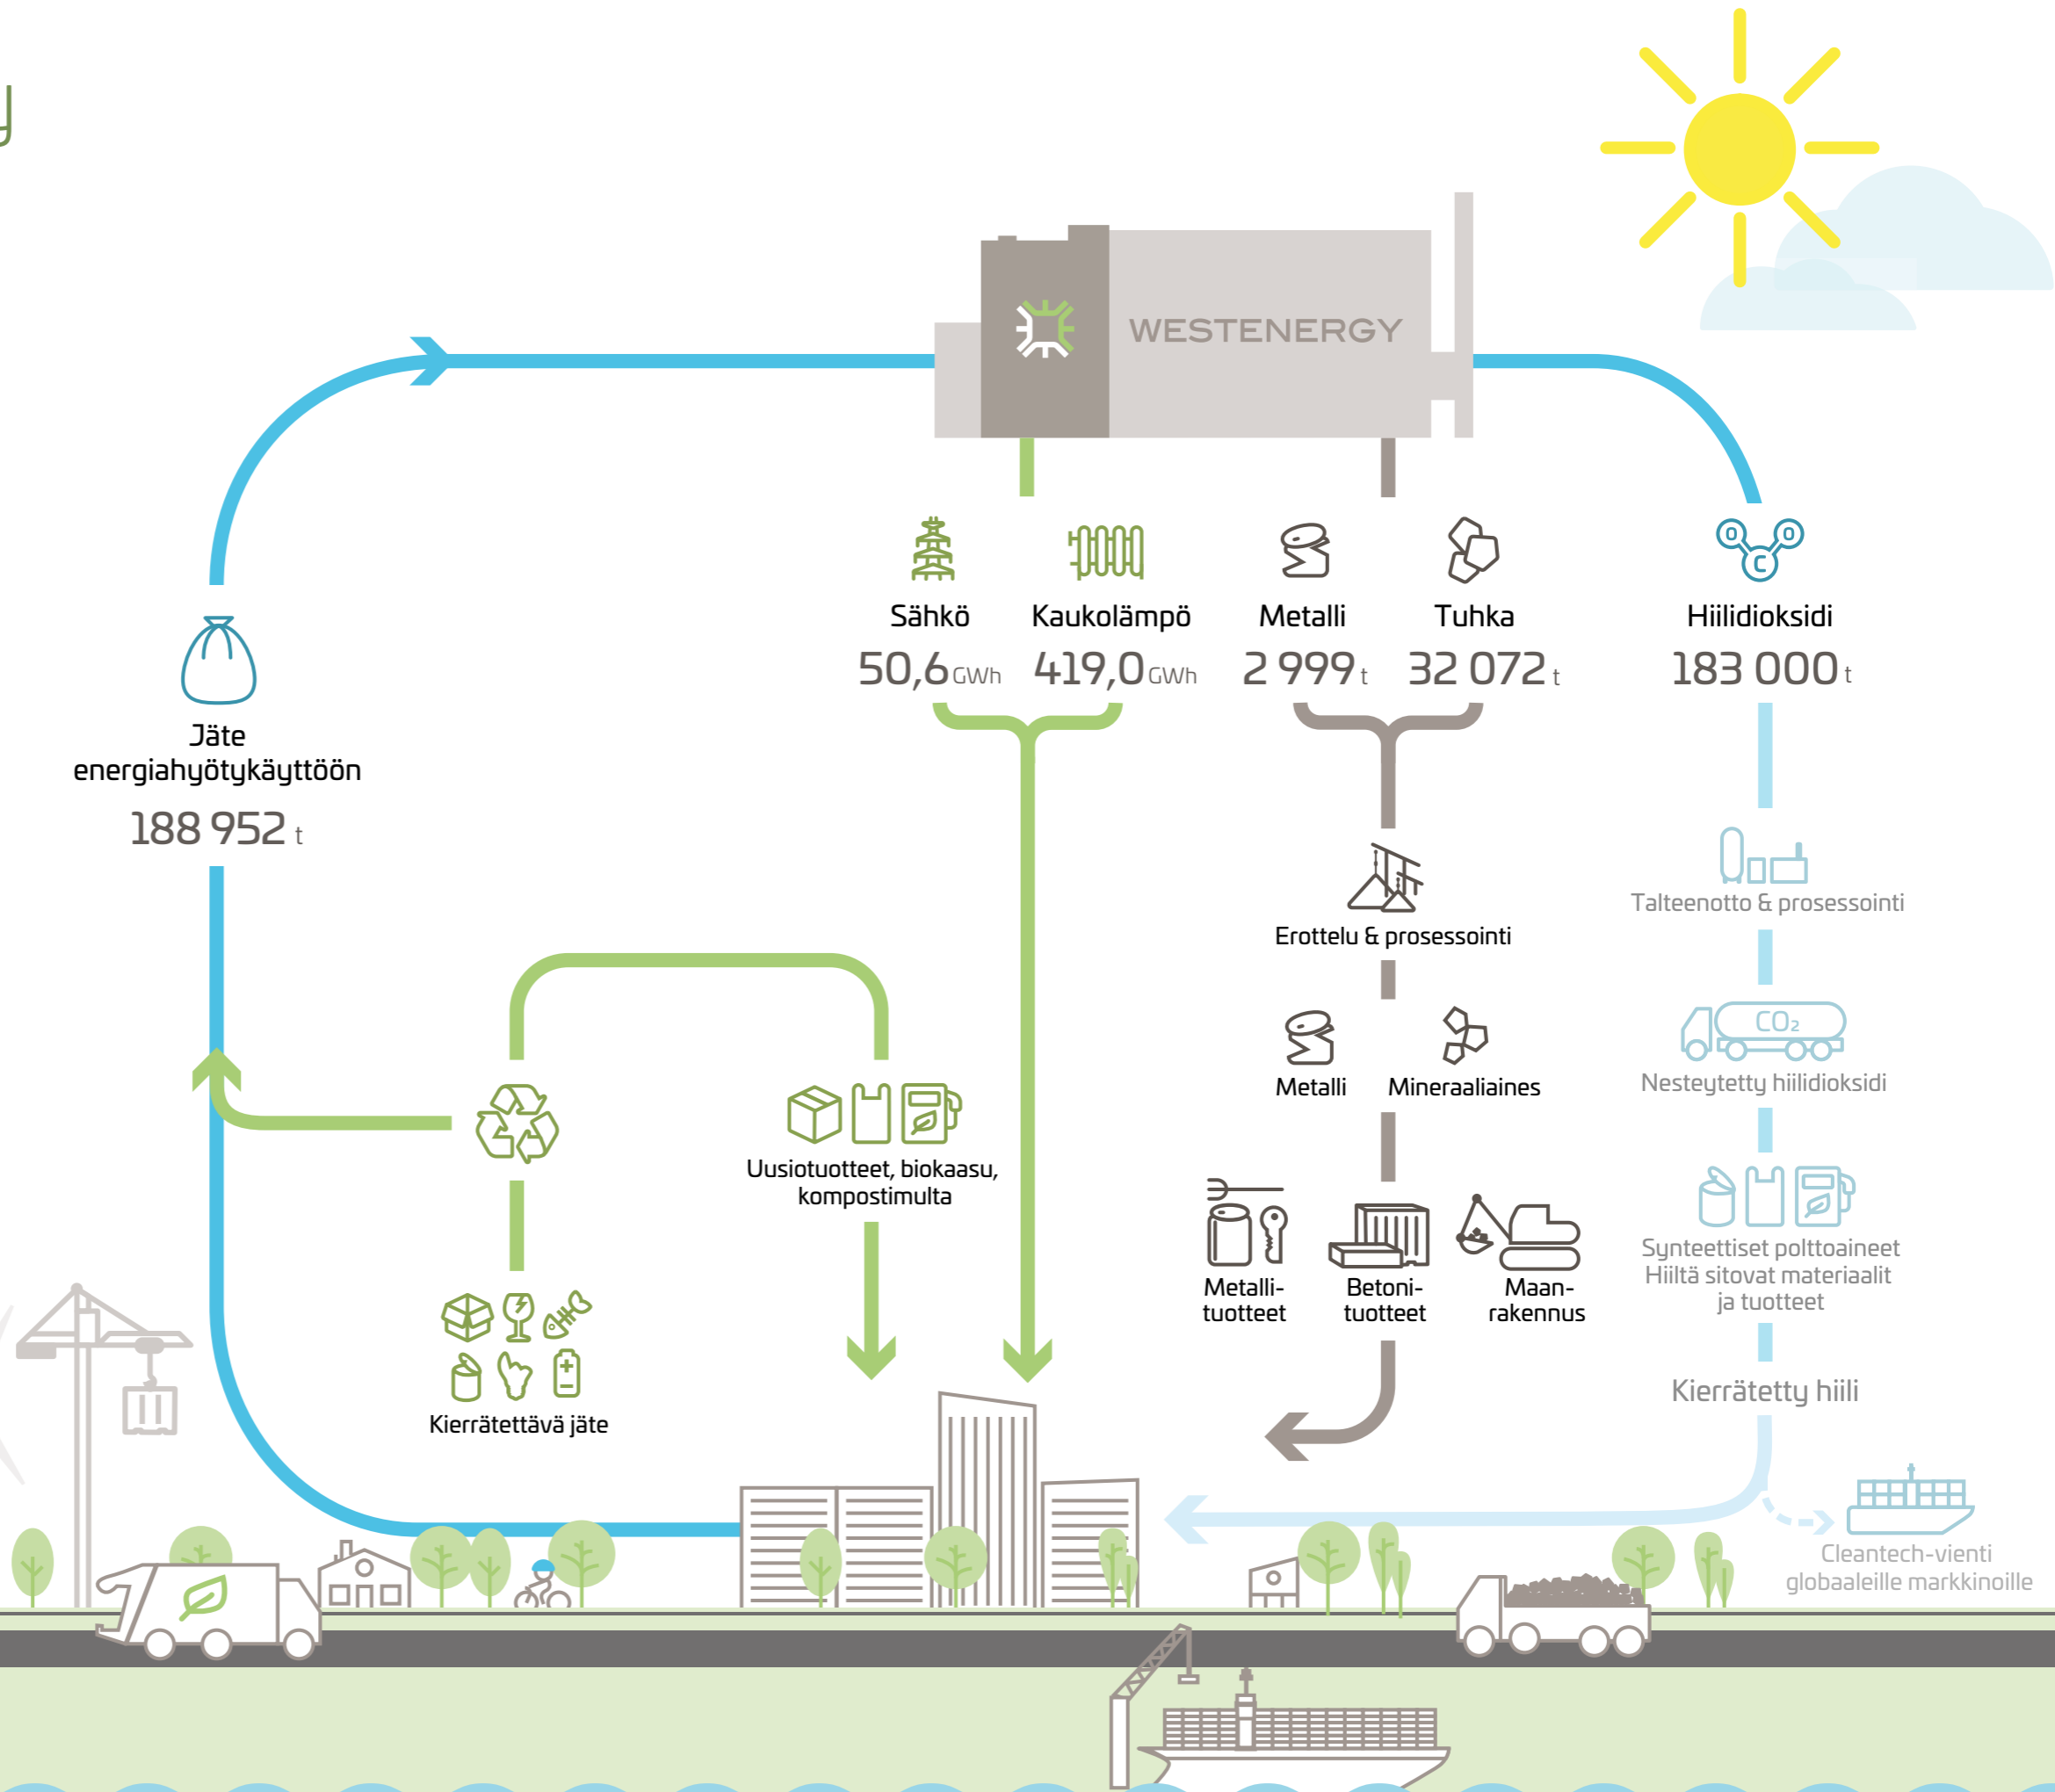 y
WESTENERGY
O O
C
Sähkö
50,6 GWh
Kaukolämpö
419,0 GWh
Metalli
2 999 t
Tuhka
32 072 t
Hiilidioksidi
183 000 t
Jäte
energiahyötykäyttöön
188 952 t
Talteenotto & prosessointi
Erottelu & prosessointi
CO₂
Nesteytetty hiilidioksidi
Metalli
Mineraaliaines
Uusiotuotteet, biokaasu,
kompostimulta
Synteettiset polttoaineet
Hiiltä sitovat materiaalit
ja tuotteet
Metalli-
tuotteet
Betoni-
tuotteet
Maan-
rakennus
Kierrätetty hiili
Kierrätettävä jäte
Cleantech-vienti
globaaleille markkinoille